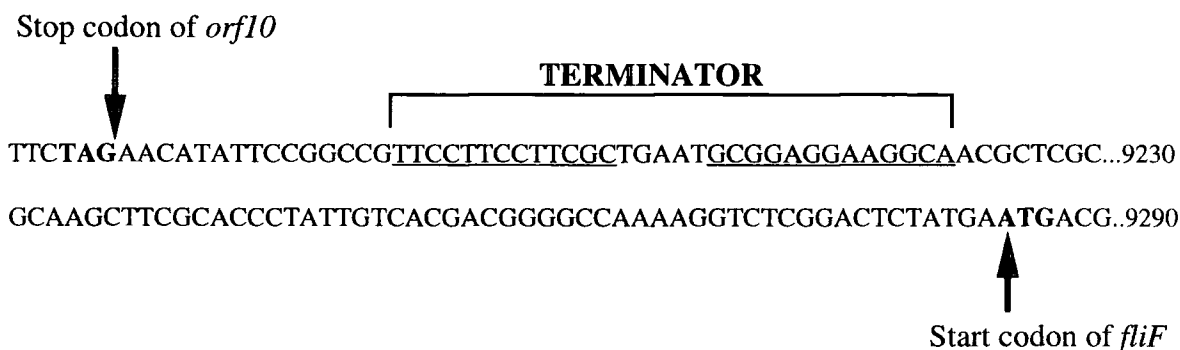 Stop codon of orf10
TERMINATOR
TTCTAGAACATATTCCGGCCGTTCCTTCCTTCGCTGAATGCGGAGGAAGGCAACGCTCGC...9230
GCAAGCTTCGCACCCTATTGTCACGACGGGGCCAAAAGGTCTCGGACTCTATGAATGACG..9290
Start codon of fliF